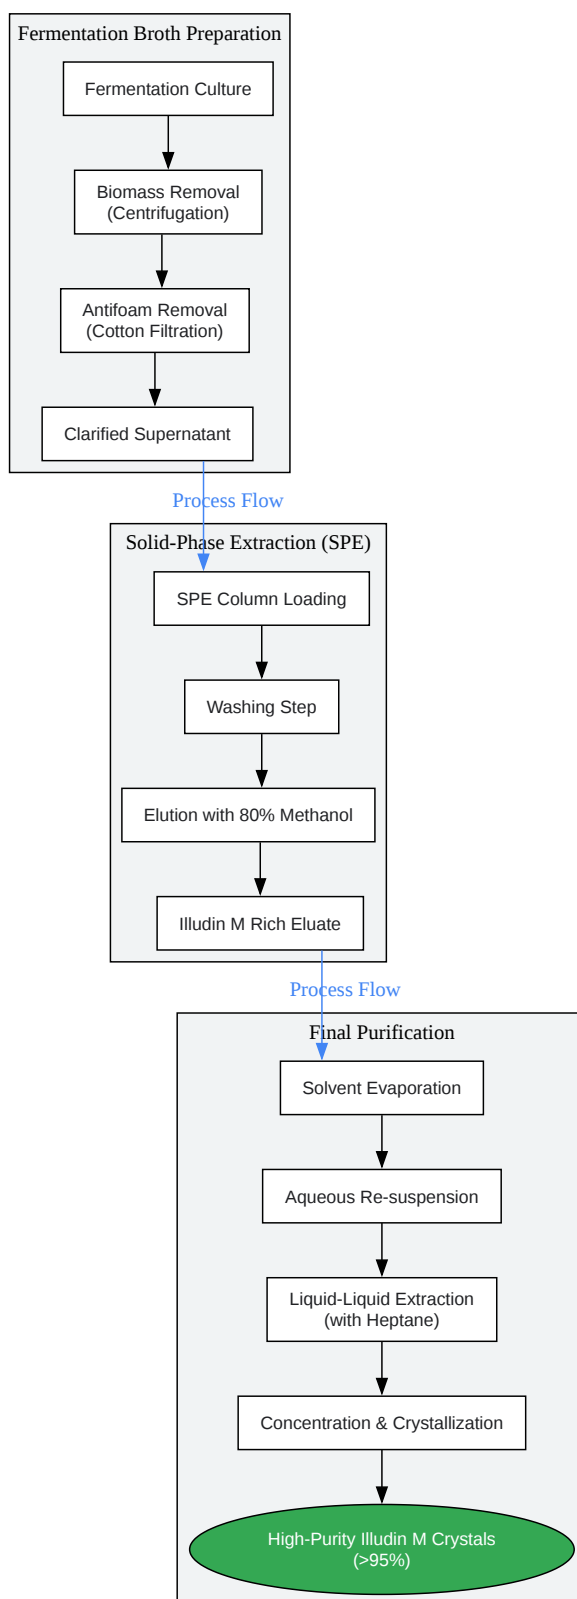 Fermentation Broth Preparation
Fermentation Culture
Biomass Removal
(Centrifugation)
Antifoam Removal
(Cotton Filtration)
Clarified Supernatant
Process Flow
Solid-Phase Extraction (SPE)
SPE Column Loading
Washing Step
Elution with 80% Methanol
Illudin M Rich Eluate
Process Flow
Final Purification
Solvent Evaporation
Aqueous Re-suspension
Liquid-Liquid Extraction
(with Heptane)
Concentration & Crystallization
High-Purity Illudin M Crystals
(>95%)